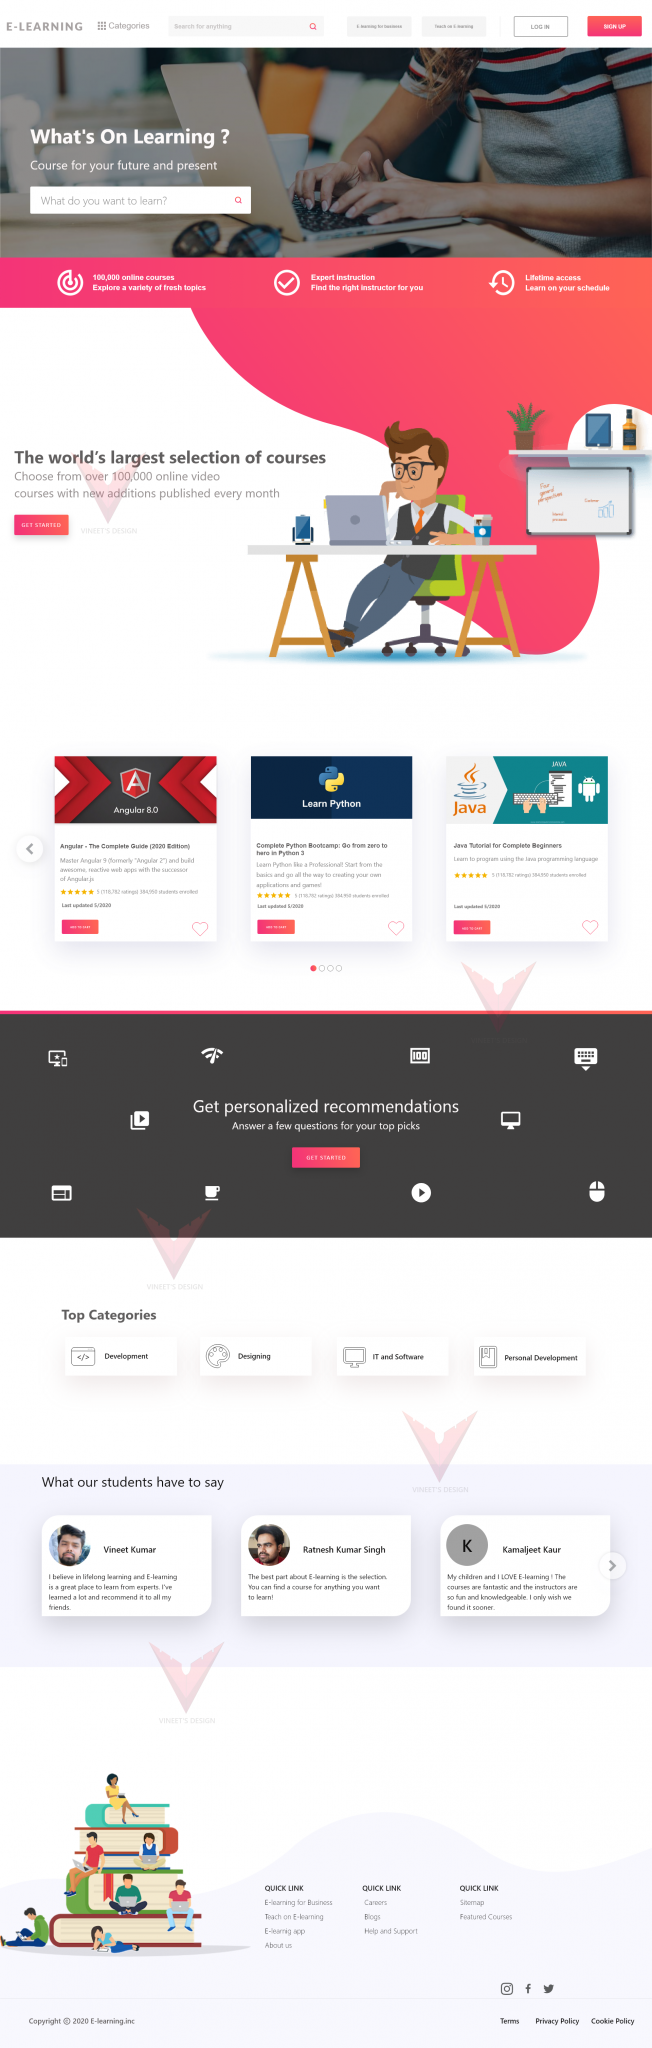 E-LEARNING
Categories
Search for anything
E-learning for business
Teach on E-learning
LOG IN
SIGN UP
What's On Learning ?
Course for your future and present
What do you want to learn?
100,000 online courses
Explore a variety of fresh topics
Expert instruction
Find the right instructor for you
Lifetime access
Learn on your schedule
The world's largest selection of courses
Choose from over 100,000 online video
courses with new additions published every month
GET STARTED
VINEET'S DESIGN
Customer
Internal
processes
Angular 8.0
Angular - The Complete Guide (2020 Edition)
Master Angular 9 (formerly "Angular 2") and build
awesome, reactive web apps with the successor
of Angular.js
5 (118,782 ratings) 384,950 students enrolled
Last updated 5/2020
ADD TO CART
Learn Python
Complete Python Bootcamp: Go from zero to
hero in Python 3
Learn Python like a Professional! Start from the
basics and go all the way to creating your own
applications and games!
5 (118,782 ratings) 384,950 students enrolled
Last updated 5/2020
ADD TO CART
Java
JAVA
Java Tutorial for Complete Beginners
Learn to program using the Java programming language
5 (118,782 ratings) 384,950 students enrolled
Last updated 5/2020
ADD TO CART
100
Get personalized recommendations
Answer a few questions for your top picks
GET STARTED
VINEET'S DESIGN
Top Categories
Development
Designing
IT and Software
Personal Development
VINEET'S DESIGN
What our students have to say
Vineet Kumar
I believe in lifelong learning and E-learning
is a great place to learn from experts. I've
learned a lot and recommend it to all my
friends.
Ratnesh Kumar Singh
The best part about E-learning is the selection.
You can find a course for anything you want
to learn!
K
Kamaljeet Kaur
My children and I LOVE E-learning ! The
courses are fantastic and the instructors are
so fun and knowledgeable. I only wish we
found it sooner.
VINEET'S DESIGN
QUICK LINK
E-learning for Business
Teach on E-learning
E-learnig app
About us
QUICK LINK
Careers
Blogs
Help and Support
QUICK LINK
Sitemap
Featured Courses
Copyright © 2020 E-learning.inc
Terms
Privacy Policy
Cookie Policy